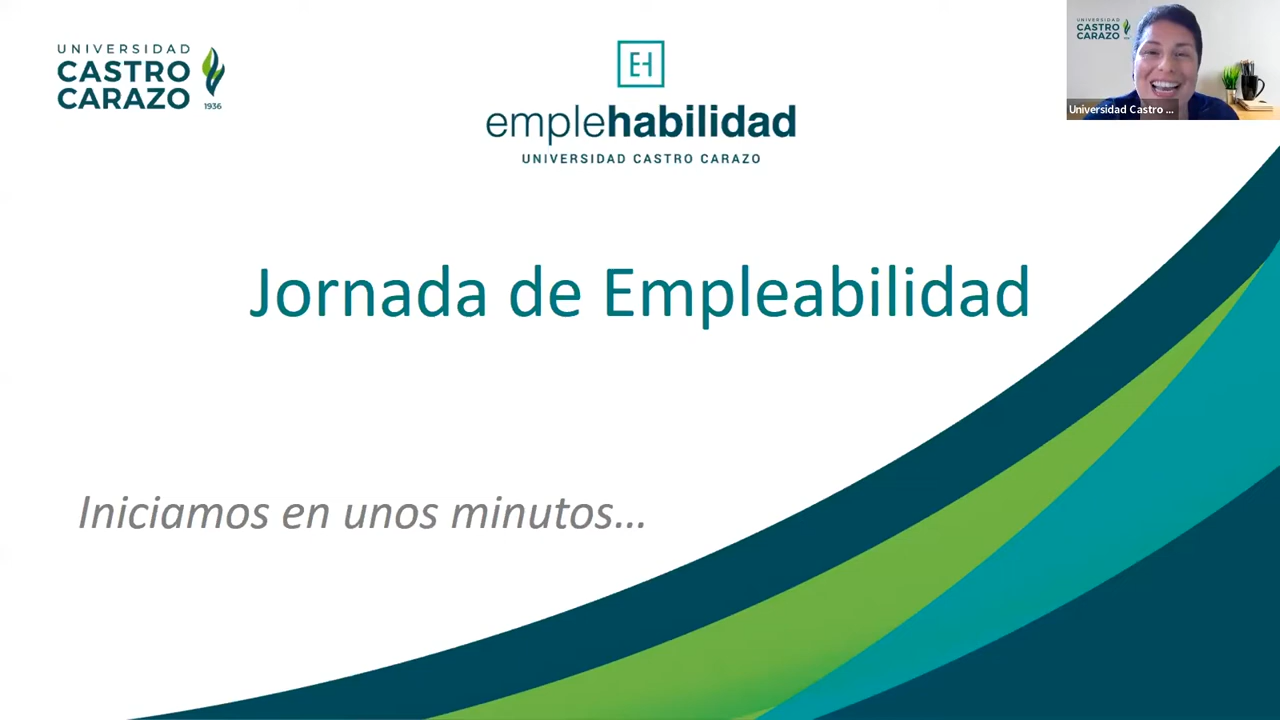 UNIVERSIDAD
CASTRO
CARAZO
1936
EH
emplehabilidad
UNIVERSIDAD CASTRO CARAZO
UNIVERSIDAD
CASTRO
CARAZO
Universidad Castro ...
Jornada de Empleabilidad
Iniciamos en unos minutos...